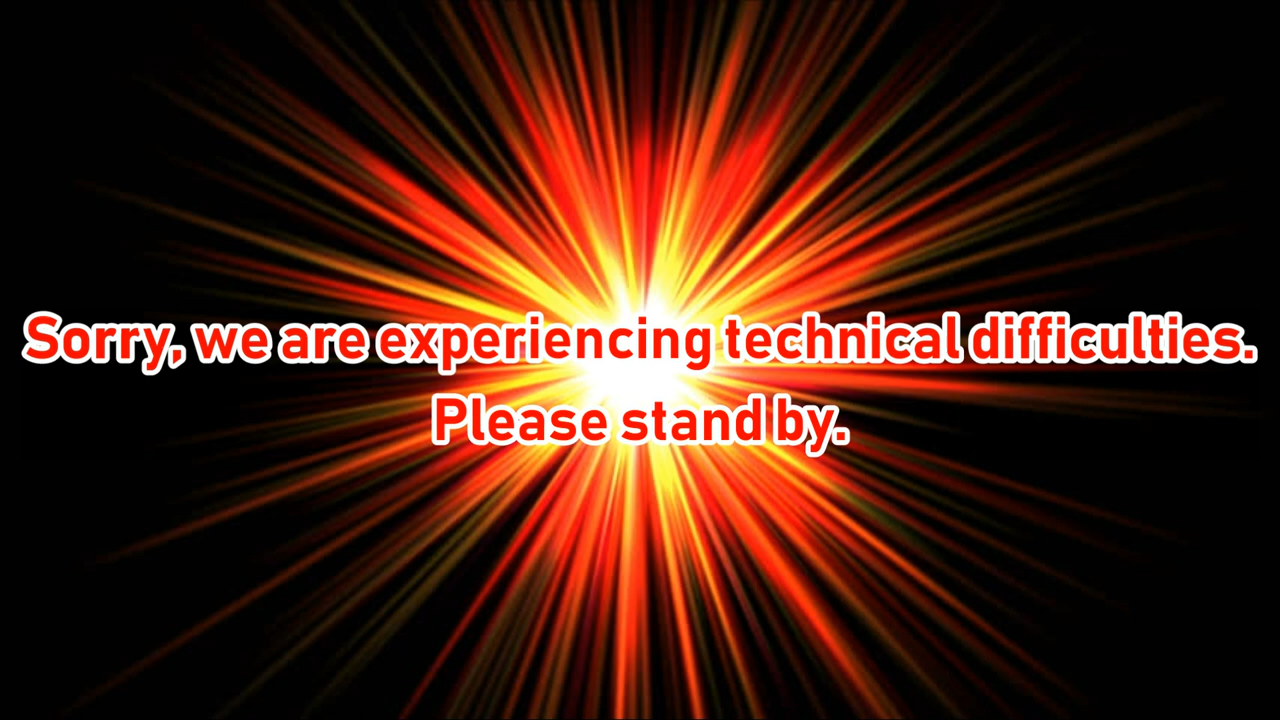 Sorry, we are experiencing technical difficulties.
Please stand by.